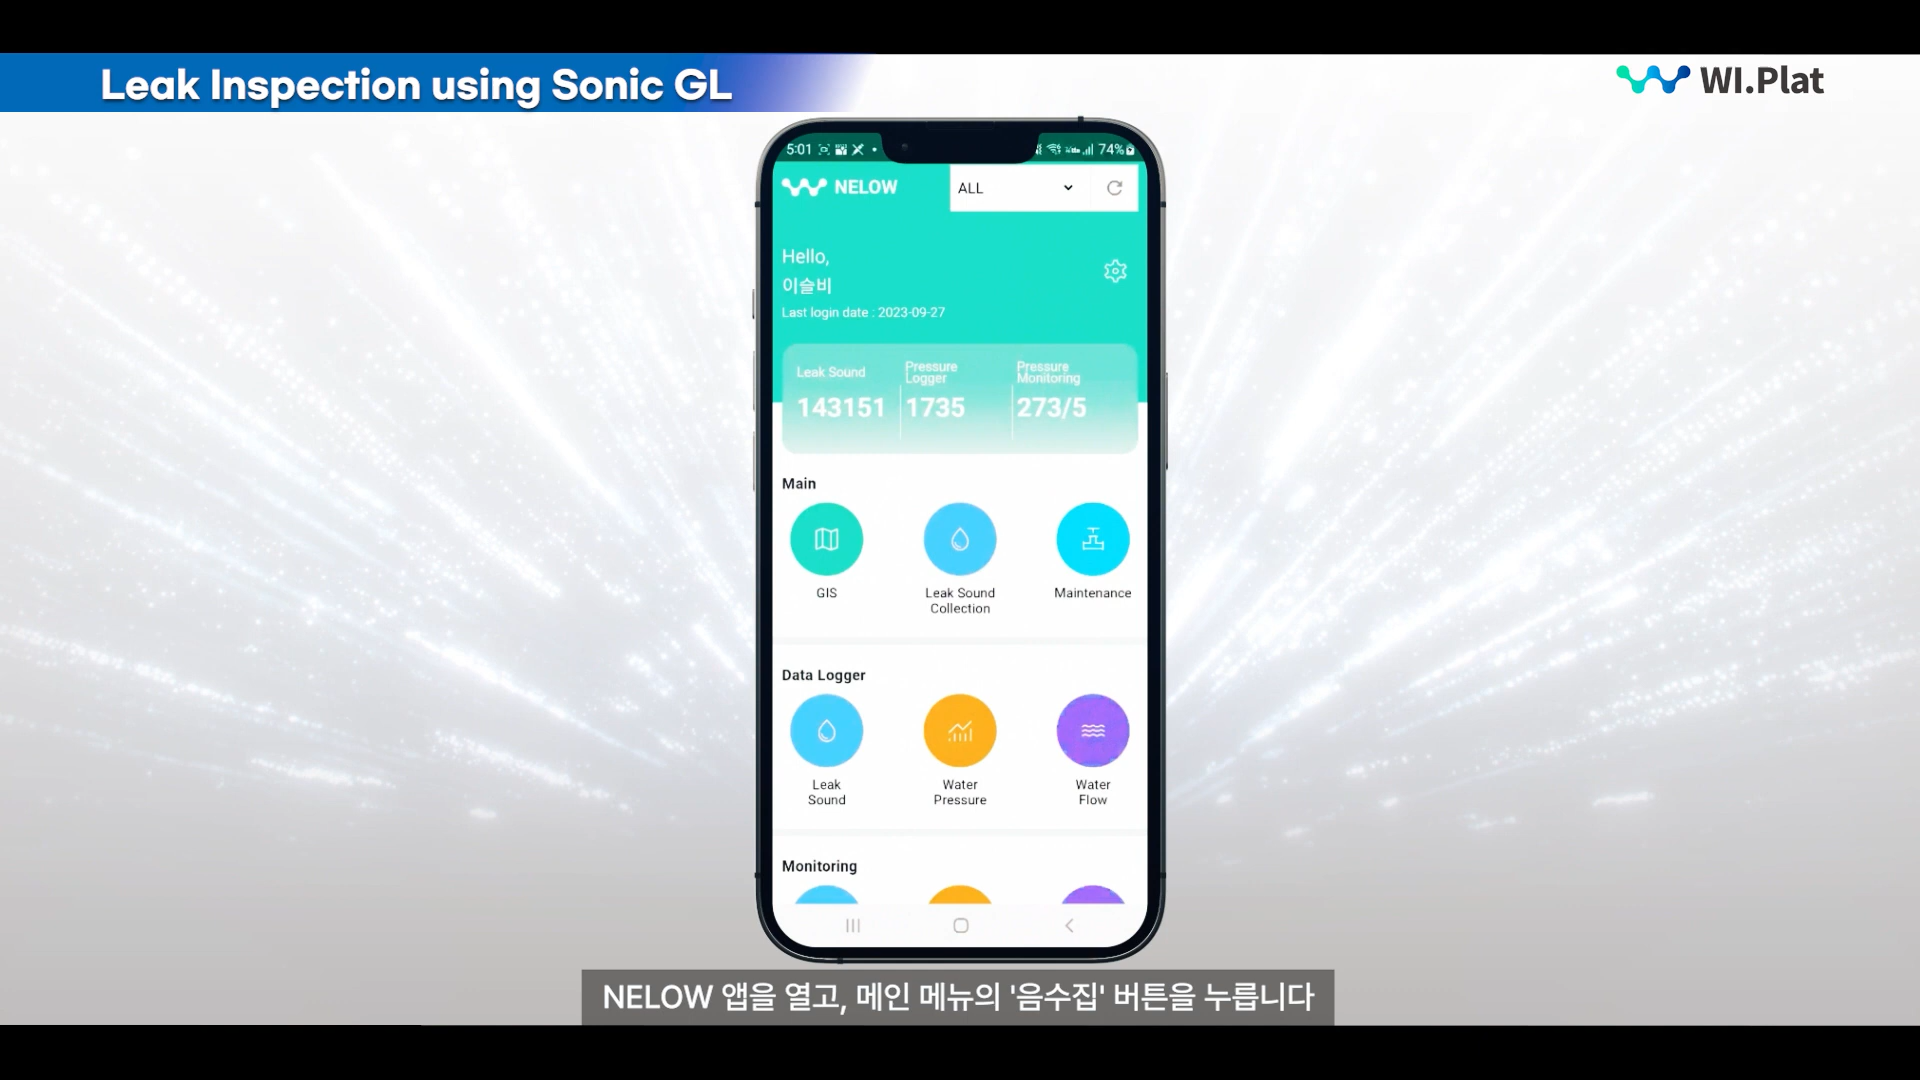 Leak Inspection using Sonic GL
WI.Plat
5:01
74%
NELOW
ALL
Hello,
이슬비
Last login date : 2023-09-27
Leak Sound
143151
Pressure
Logger
1735
Pressure
Monitoring
273/5
Main
GIS
Leak Sound
Collection
Maintenance
Data Logger
Leak
Sound
Water
Pressure
Water
Flow
Monitoring
NELOW 앱을 열고, 메인 메뉴의 '음수집' 버튼을 누릅니다